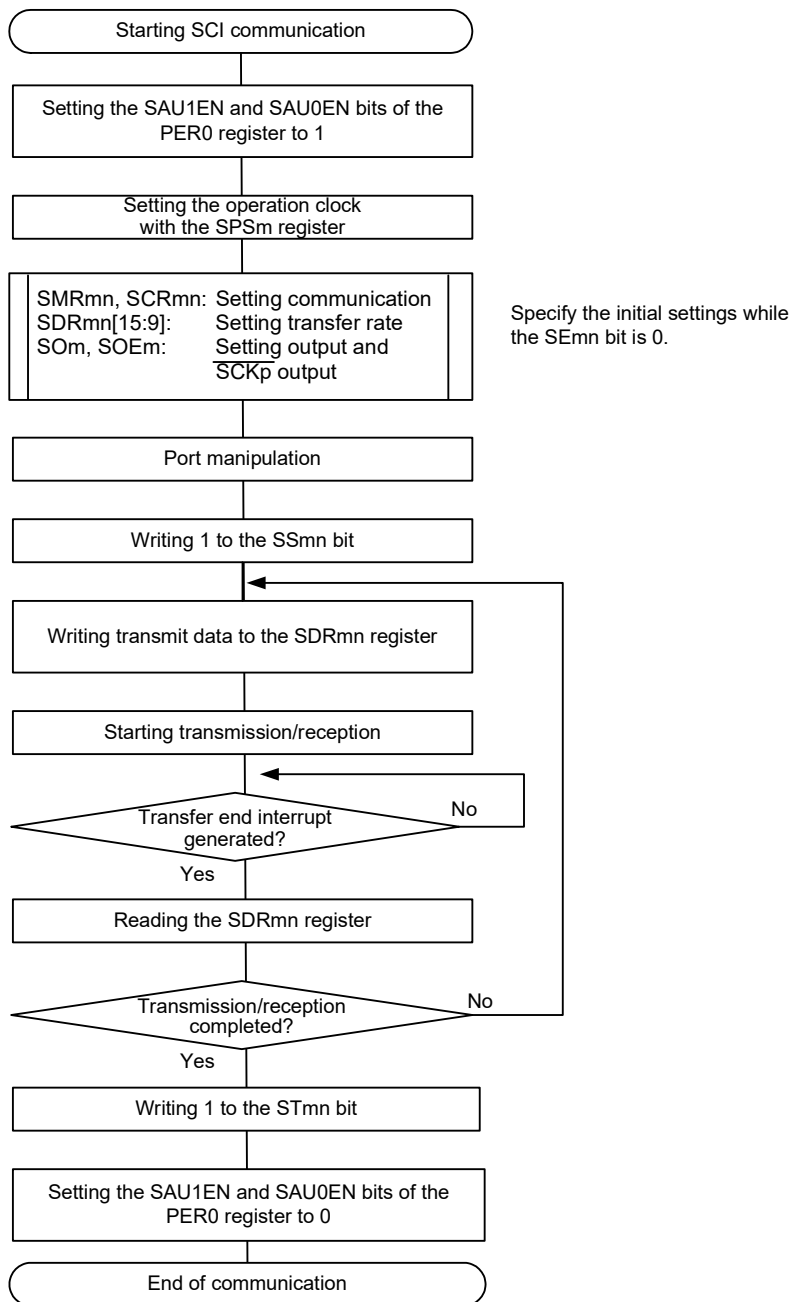 Starting SCI communication
Setting the SAU1EN and SAU0EN bits of the
PER0 register to 1
Setting the operation clock
with the SPSm register
SMRmn, SCRmn: Setting communication
SDRmn[15:9]: Setting transfer rate
SOm, SOEm: Setting output and
SCKp output
Specify the initial settings while
the SEmn bit is 0.
Port manipulation
Writing 1 to the SSmn bit
Writing transmit data to the SDRmn register
Starting transmission/reception
Transfer end interrupt
generated?
No
Yes
Reading the SDRmn register
Transmission/reception
completed?
No
Yes
Writing 1 to the STmn bit
Setting the SAU1EN and SAU0EN bits of the
PER0 register to 0
End of communication